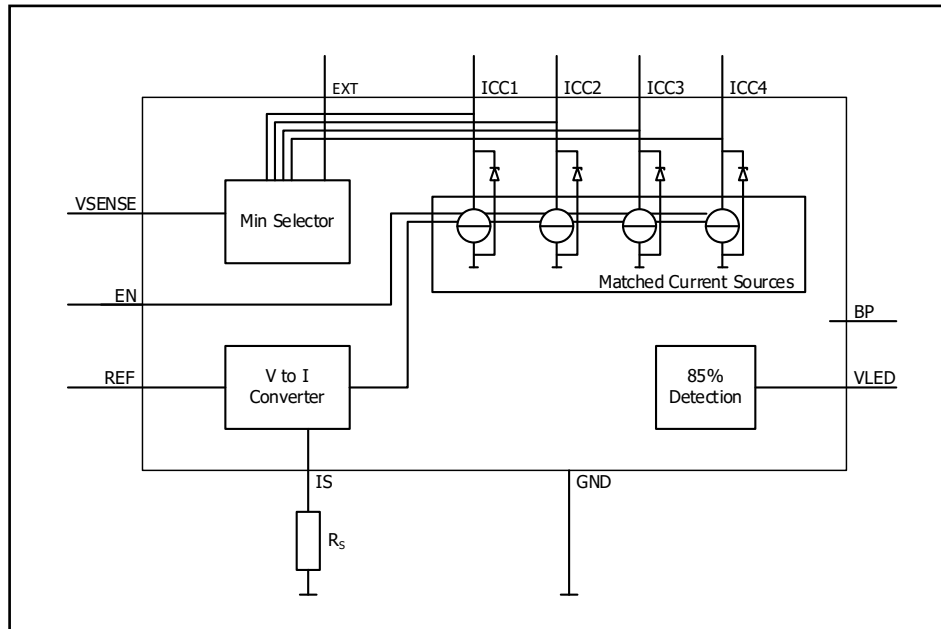 EXT
ICC1
ICC2
ICC3
ICC4
VSENSE
Min Selector
Matched Current Sources
EN
BP
REF
V to I
Converter
85%
Detection
VLED
IS
GND
RS